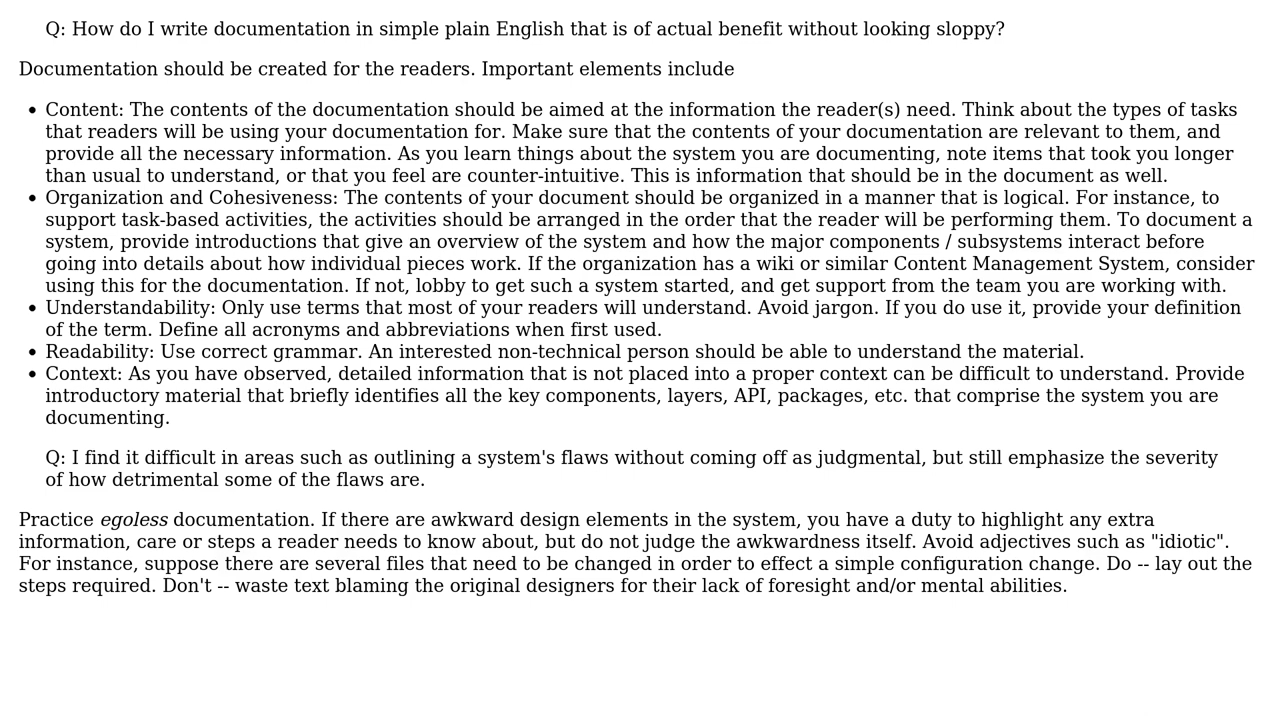 Q: How do I write documentation in simple plain English that is of actual benefit without looking sloppy?
Documentation should be created for the readers. Important elements include
• Content: The contents of the documentation should be aimed at the information the reader(s) need. Think about the types of tasks
that readers will be using your documentation for. Make sure that the contents of your documentation are relevant to them, and
provide all the necessary information. As you learn things about the system you are documenting, note items that took you longer
than usual to understand, or that you feel are counter-intuitive. This is information that should be in the document as well.
• Organization and Cohesiveness: The contents of your document should be organized in a manner that is logical. For instance, to
support task-based activities, the activities should be arranged in the order that the reader will be performing them. To document a
system, provide introductions that give an overview of the system and how the major components / subsystems interact before
going into details about how individual pieces work. If the organization has a wiki or similar Content Management System, consider
using this for the documentation. If not, lobby to get such a system started, and get support from the team you are working with.
• Understandability: Only use terms that most of your readers will understand. Avoid jargon. If you do use it, provide your definition
of the term. Define all acronyms and abbreviations when first used.
• Readability: Use correct grammar. An interested non-technical person should be able to understand the material.
• Context: As you have observed, detailed information that is not placed into a proper context can be difficult to understand. Provide
introductory material that briefly identifies all the key components, layers, API, packages, etc. that comprise the system you are
documenting.
Q: I find it difficult in areas such as outlining a system's flaws without coming off as judgmental, but still emphasize the severity
of how detrimental some of the flaws are.
Practice egoless documentation. If there are awkward design elements in the system, you have a duty to highlight any extra
information, care or steps a reader needs to know about, but do not judge the awkwardness itself. Avoid adjectives such as "idiotic".
For instance, suppose there are several files that need to be changed in order to effect a simple configuration change. Do -- lay out the
steps required. Don't -- waste text blaming the original designers for their lack of foresight and/or mental abilities.